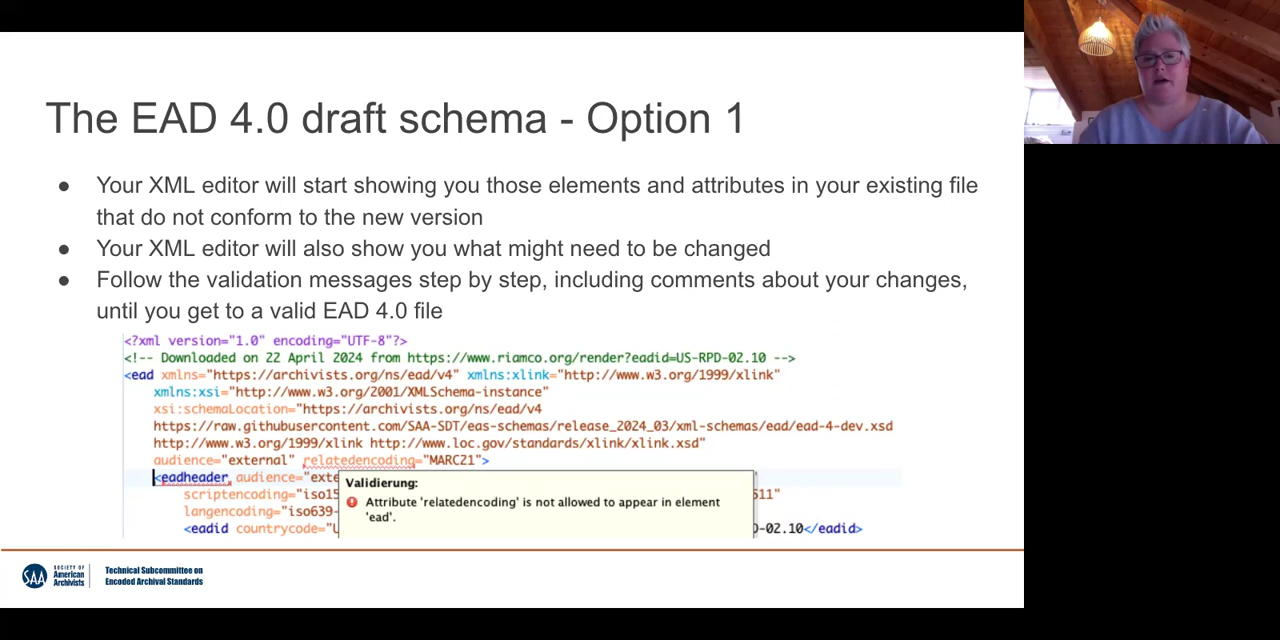 The EAD 4.0 draft schema - Option 1
● Your XML editor will start showing you those elements and attributes in your existing file
that do not conform to the new version
● Your XML editor will also show you what might need to be changed
● Follow the validation messages step by step, including comments about your changes,
until you get to a valid EAD 4.0 file
<?xml version="1.0" encoding="UTF-8"?>
<!-- Downloaded on 22 April 2024 from https://www.riamco.org/render?eadid=US-RPD-02.10 -->
<ead xmlns="https://archivists.org/ns/ead/v4" xmlns:xlink="http://www.w3.org/1999/xlink"
xmlns:xsi="http://www.w3.org/2001/XMLSchema-instance"
xsi:schemaLocation="https://archivists.org/ns/ead/v4
https://raw.githubusercontent.com/SAA-SDT/eas-schemas/release_2024_03/xml-schemas/ead/ead-4-dev.xsd
http://www.w3.org/1999/xlink http://www.loc.gov/standards/xlink/xlink.xsd"
audience="external" relatedencoding="MARC21">
<eadheader audience="exte
scriptencoding="iso15 511"
langencoding="iso639-
<eadid countrycode="U D-02.10</eadid>
Validierung:
Attribute 'relatedencoding' is not allowed to appear in element
'ead'.
SAA
SOCIETY OF
American
Archivists
Technical Subcommittee on
Encoded Archival Standards